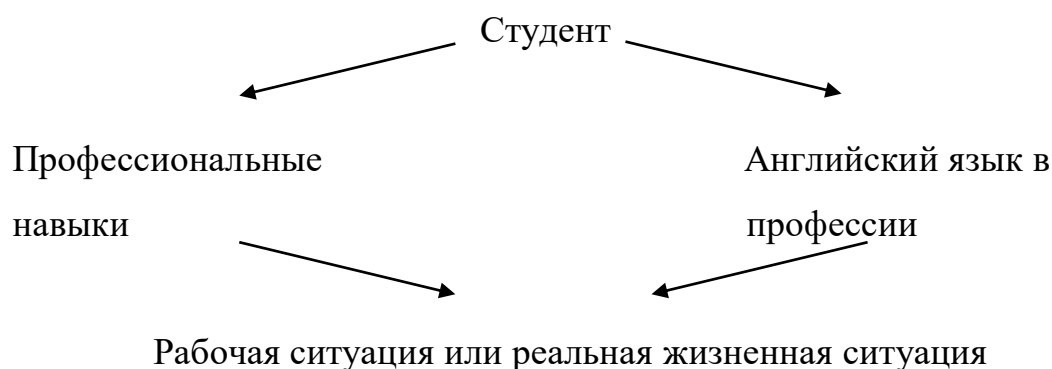 Студент
Профессиональные
навыки
Английский язык в
профессии
Рабочая ситуация или реальная жизненная ситуация